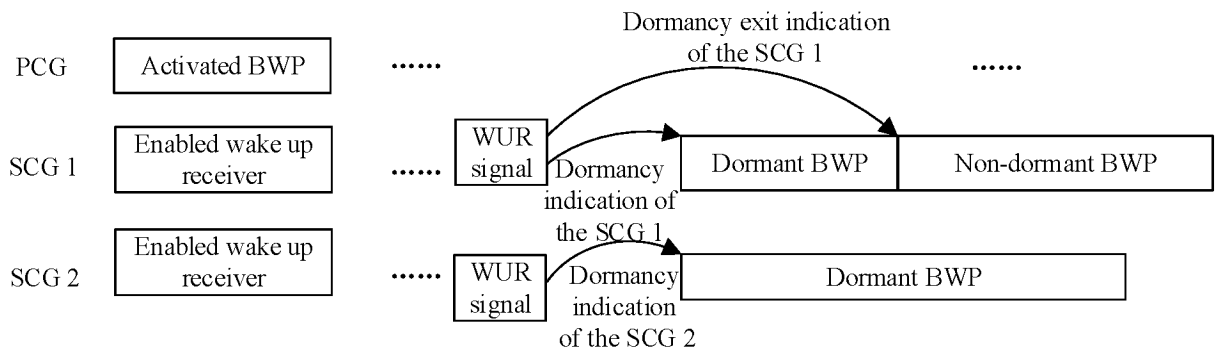 Dormancy exit indication
of the SCG 1
PCG
Activated BWP
......
......
SCG 1
Enabled wake up
receiver
......
WUR
signal
Dormancy
indication of
the SCG 1
Dormant BWP
Non-dormant BWP
SCG 2
Enabled wake up
receiver
......
WUR
signal
Dormancy
indication
of the SCG 2
Dormant BWP